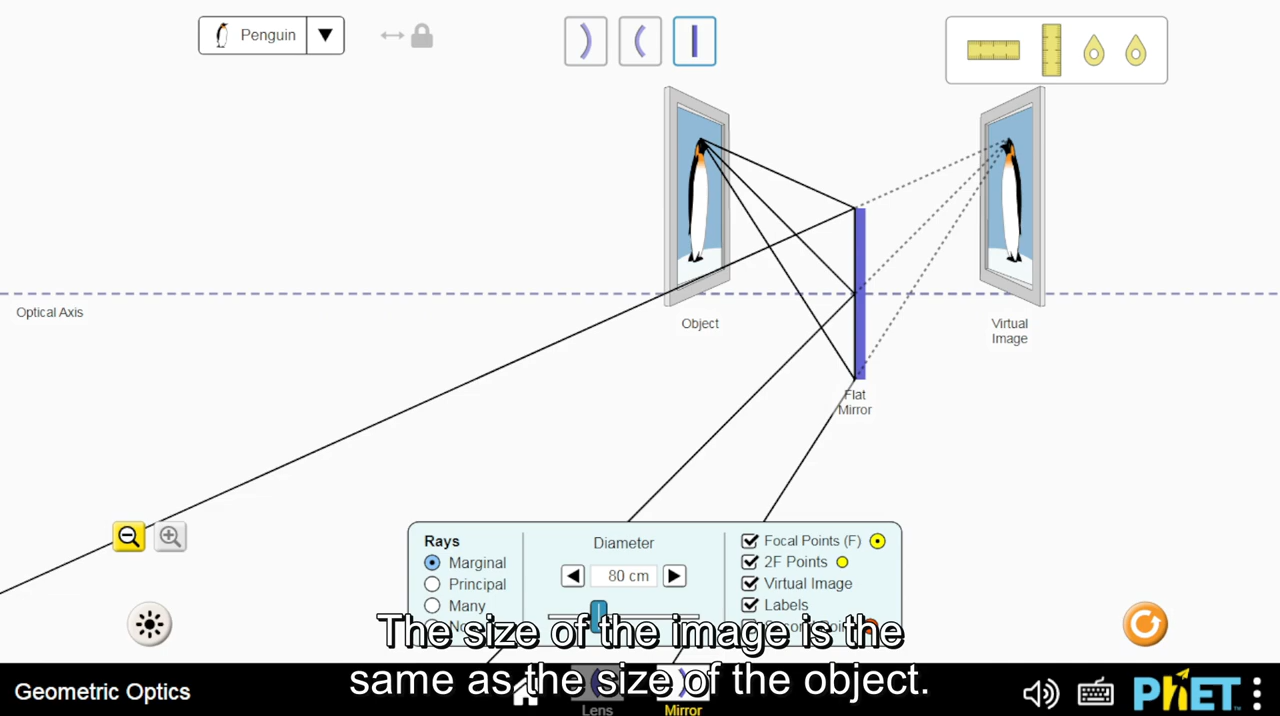 Penguin
Object
Virtual
Image
Optical Axis
Flat
Mirror
Rays
Marginal
Principal
Many
Diameter
80 cm
Focal Points (F)
2F Points
Virtual Image
Labels
The size of the image is the
same as the size of the object.
Geometric Optics
Lens
Mirror
PhET